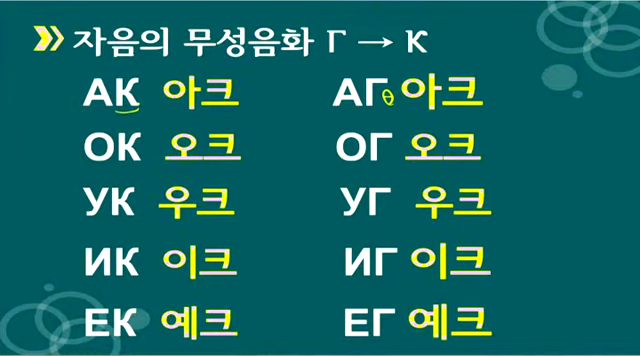 자음의 무성음화 Г → К
АК 아크 АГ 아크
ОК 오크 ОГ 오크
УК 우크 УГ 우크
ИК 이크 ИГ 이크
ЕК 예크 ЕГ 예크